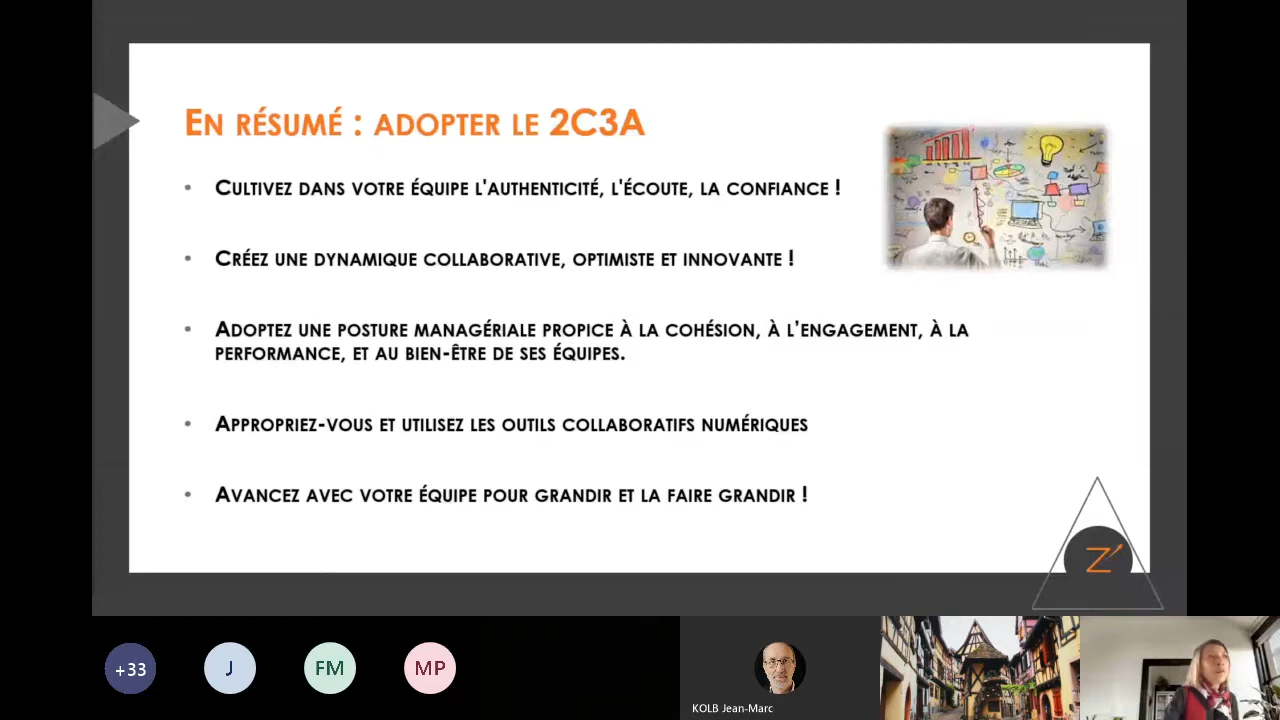 En résumé : adopter le 2C3A
• Cultivez dans votre équipe l'authenticité, l'écoute, la confiance !
• Créez une dynamique collaborative, optimiste et innovante !
• Adoptez une posture managériale propice à la cohésion, à l’engagement, à la
performance, et au bien-être de ses équipes.
• Appropriez-vous et utilisez les outils collaboratifs numériques
• Avancez avec votre équipe pour grandir et la faire grandir !
Z
+33
J
FM
MP
KOLB Jean-Marc